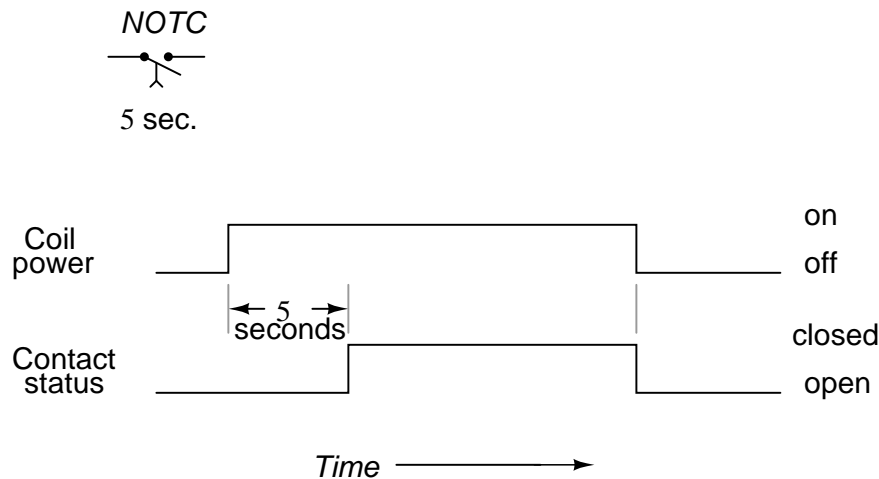 NOTC
5 sec.
on
Coil
power
off
5
seconds
closed
Contact
status
open
Time